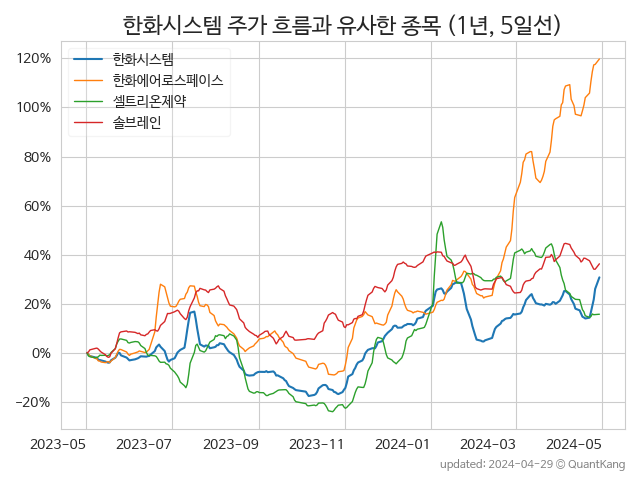 한화시스템 주가 흐름과 유사한 종목 (1년, 5일선)
한화시스템
한화에어로스페이스
셀트리온제약
솔브레인
120%
100%
80%
60%
40%
20%
0%
−20%
2023-05 2023-07 2023-09 2023-11 2024-01 2024-03 2024-05
updated: 2024-04-29 © QuantKang